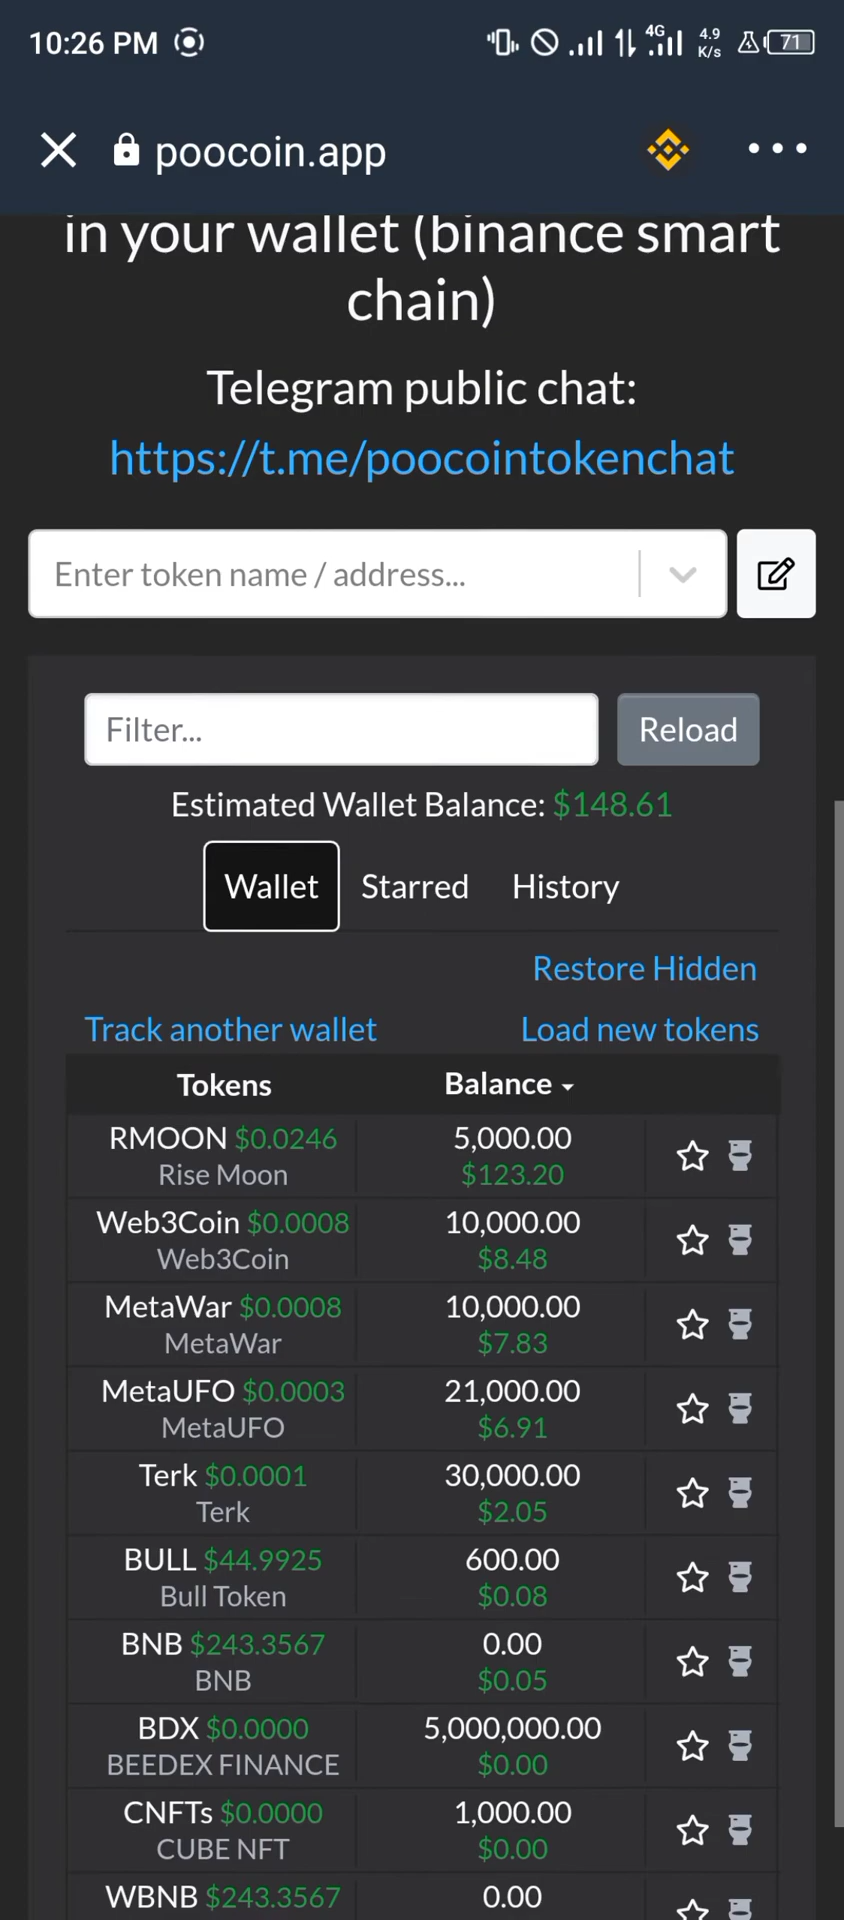 10:26 PM
4G
4.9
K/s
71
poocoin.app
in your wallet (binance smart
chain)
Telegram public chat:
https://t.me/poocointokenchat
Enter token name / address...
Filter...
Reload
Estimated Wallet Balance: $148.61
Wallet
Starred
History
Restore Hidden
Track another wallet
Load new tokens
Tokens
Balance
RMOON $0.0246
5,000.00
Rise Moon
$123.20
Web3Coin $0.0008
10,000.00
Web3Coin
$8.48
MetaWar $0.0008
10,000.00
MetaWar
$7.83
MetaUFO $0.0003
21,000.00
MetaUFO
$6.91
Terk $0.0001
30,000.00
Terk
$2.05
BULL $44.9925
600.00
Bull Token
$0.08
BNB $243.3567
0.00
BNB
$0.05
BDX $0.0000
5,000,000.00
BEEDEX FINANCE
$0.00
CNFTs $0.0000
1,000.00
CUBE NFT
$0.00
WBNB $243.3567
0.00